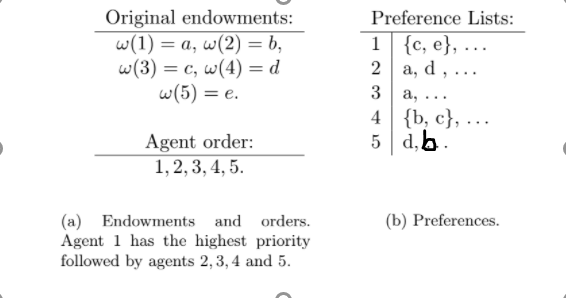 Original endowments:
ω(1) = a, ω(2) = b,
ω(3) = c, ω(4) = d
ω(5) = e.
Agent order:
1, 2, 3, 4, 5.
(a) Endowments and orders.
Agent 1 has the highest priority
followed by agents 2, 3, 4 and 5.
Preference Lists:
1 {c, e}, ...
2 a, d , ...
3 a, ...
4 {b, c}, ...
5 d, b .
(b) Preferences.